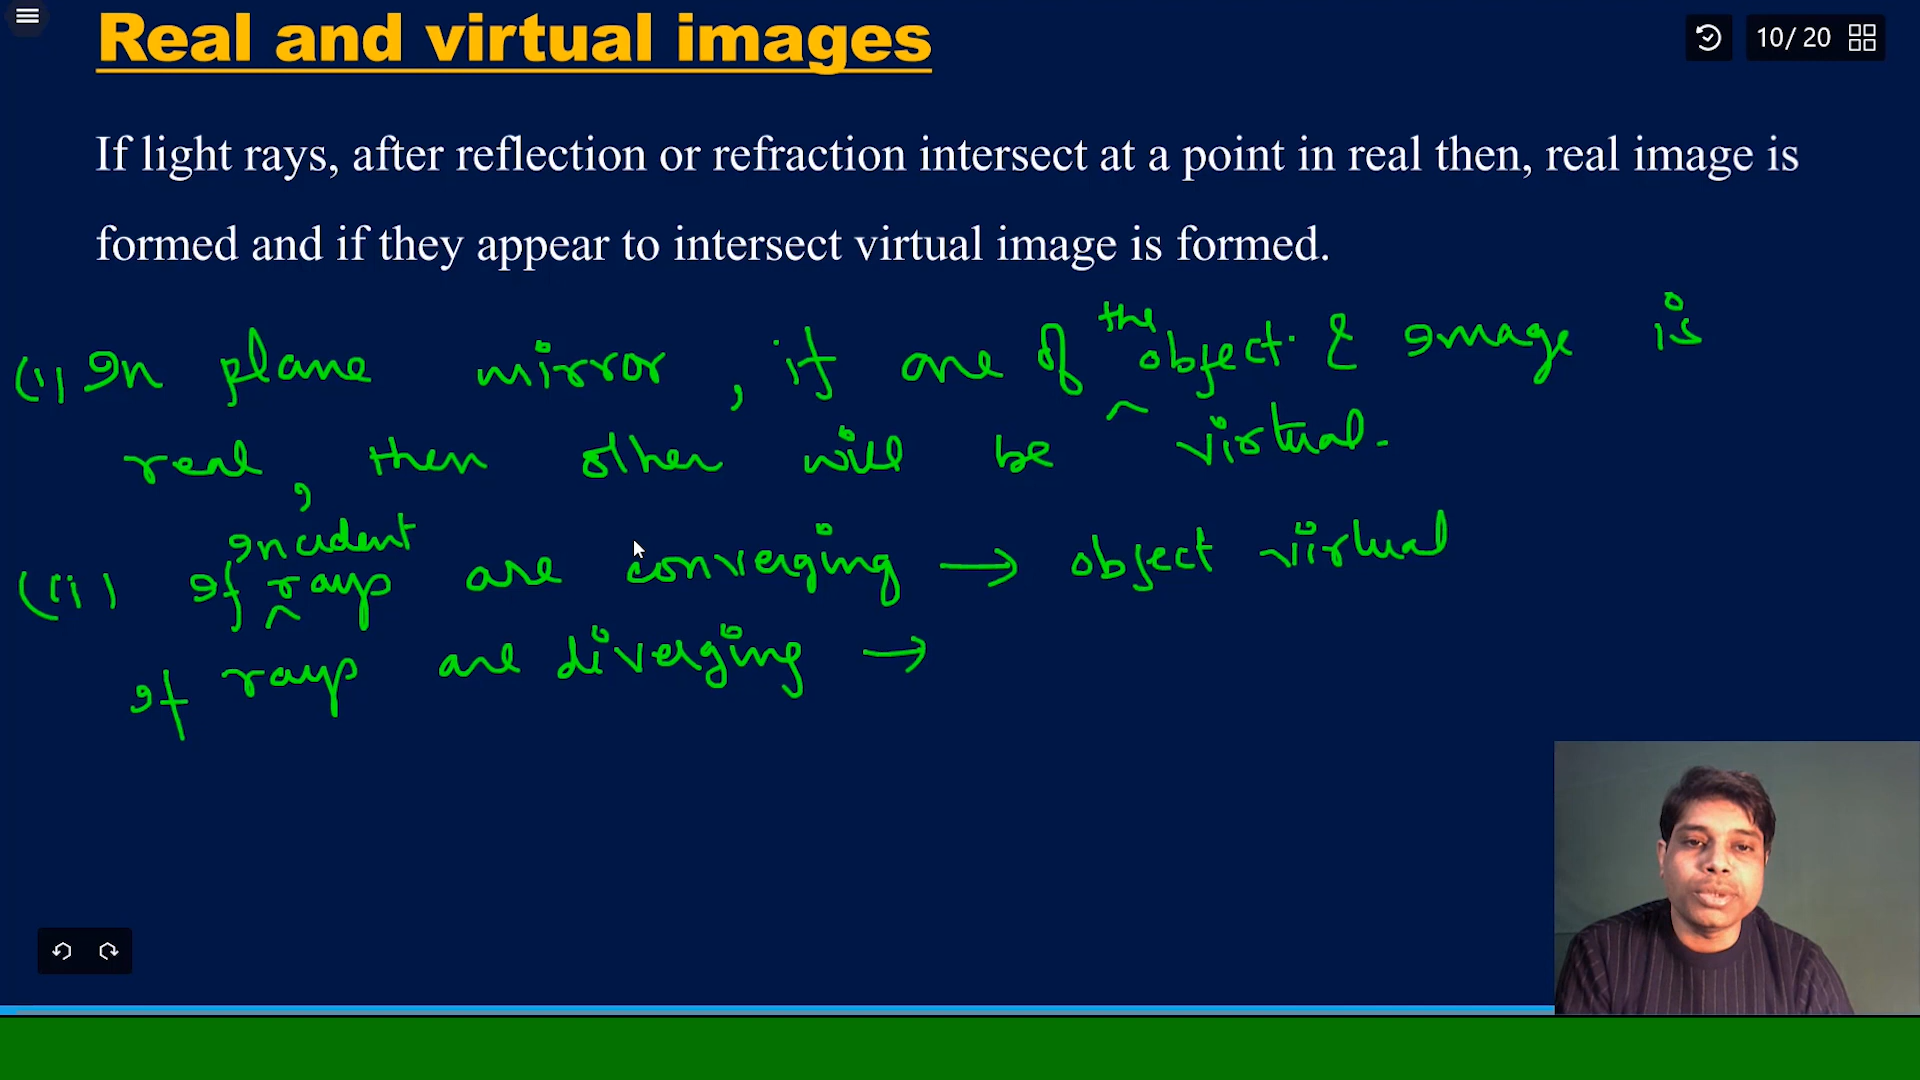 Real and virtual images
10/ 20
If light rays, after reflection or refraction intersect at a point in real then, real image is
formed and if they appear to intersect virtual image is formed.
(i) In plane mirror, if one of the object & image is
real, then other will be virtual.
(ii) If incident rays are converging → object virtual
If rays are diverging →